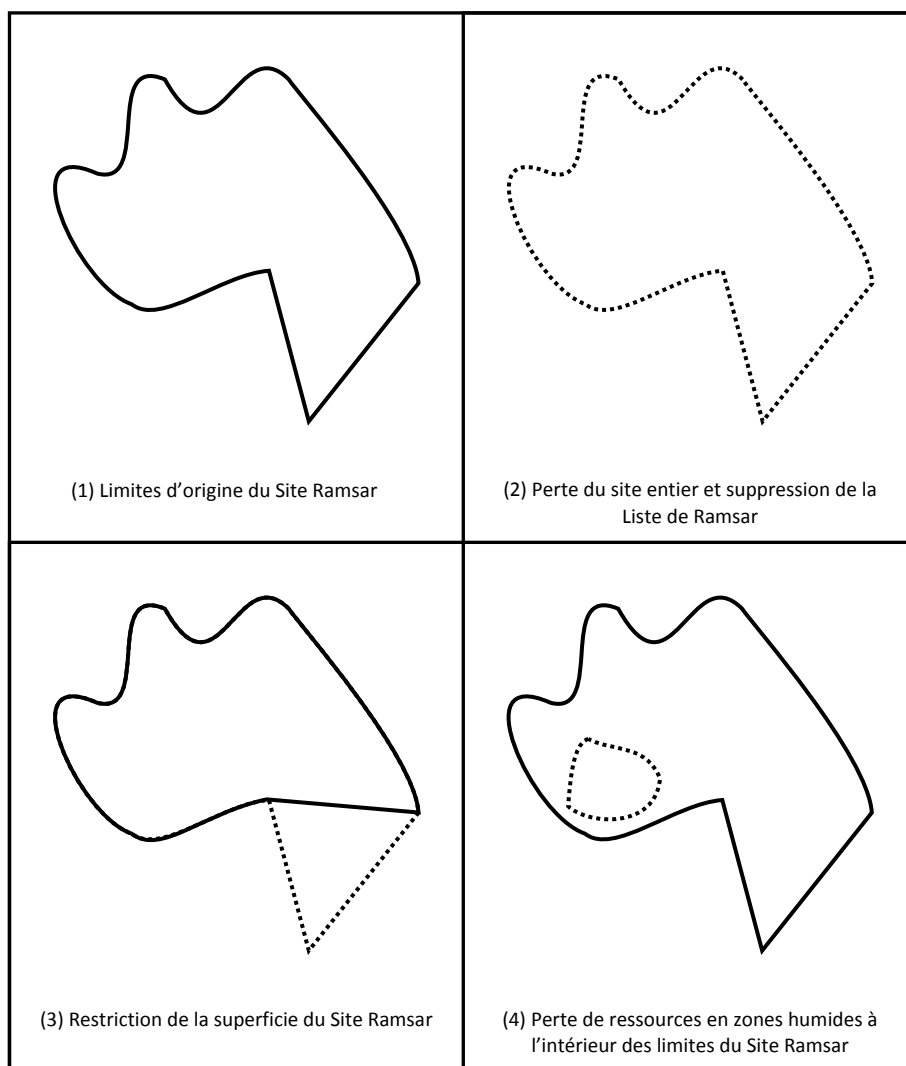 (1) Limites d’origine du Site Ramsar
(2) Perte du site entier et suppression de la
Liste de Ramsar
(3) Restriction de la superficie du Site Ramsar
(4) Perte de ressources en zones humides à
l’intérieur des limites du Site Ramsar